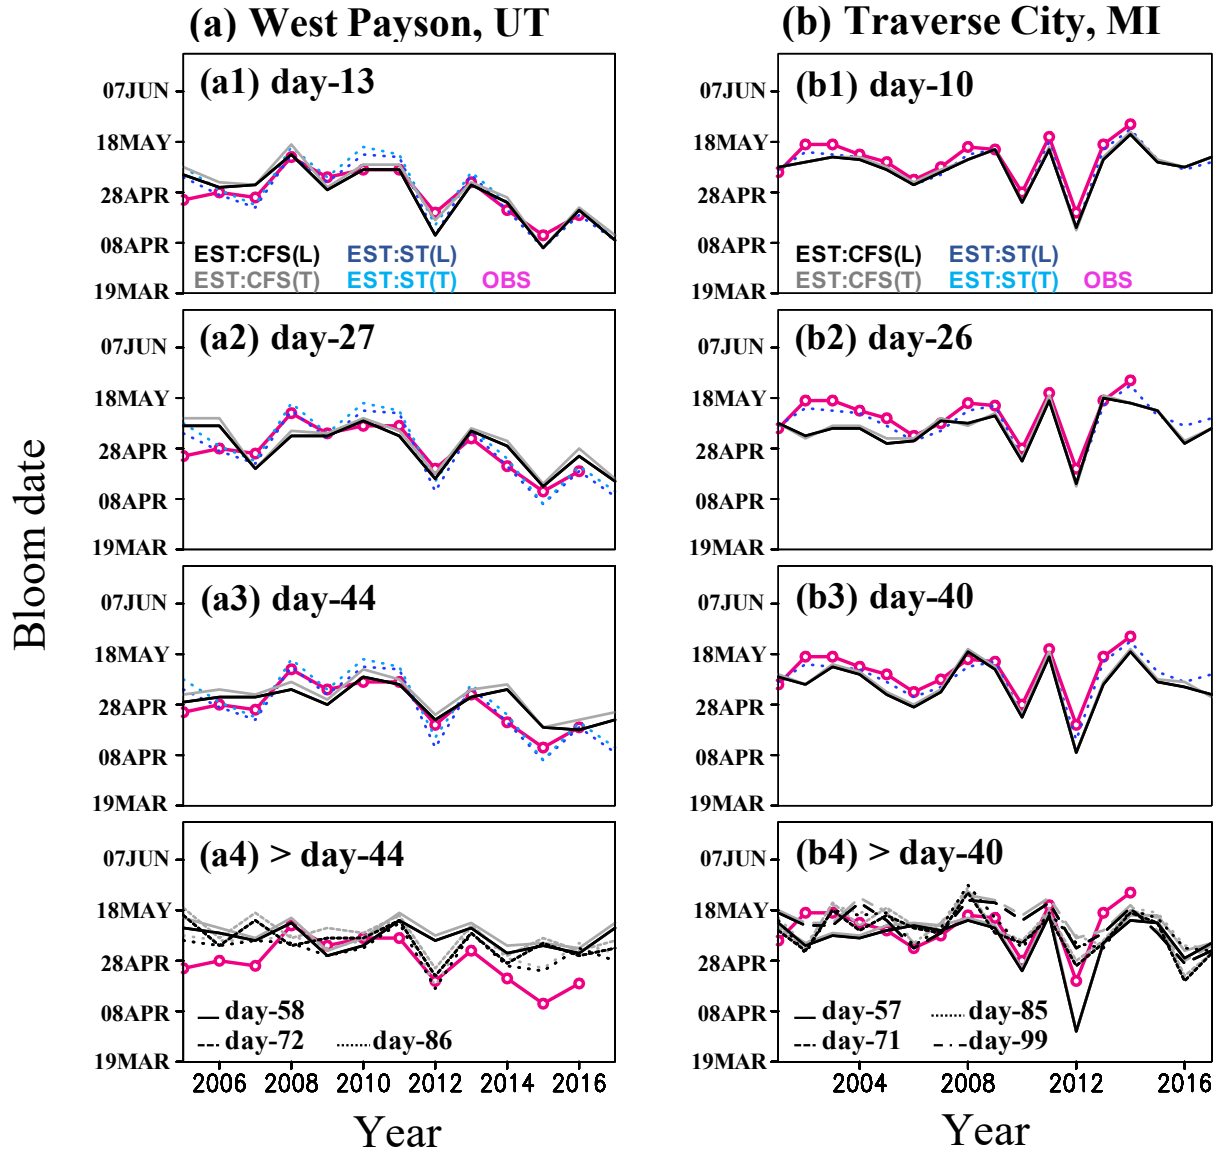 (a) West Payson, UT
(b) Traverse City, MI
Bloom date
(a1) day-13
07JUN
18MAY
28APR
08APR
19MAR
EST:CFS(L) EST:ST(L)
EST:CFS(T) EST:ST(T) OBS
(b1) day-10
07JUN
18MAY
28APR
08APR
19MAR
EST:CFS(L) EST:ST(L)
EST:CFS(T) EST:ST(T) OBS
(a2) day-27
07JUN
18MAY
28APR
08APR
19MAR
(b2) day-26
07JUN
18MAY
28APR
08APR
19MAR
(a3) day-44
07JUN
18MAY
28APR
08APR
19MAR
(b3) day-40
07JUN
18MAY
28APR
08APR
19MAR
(a4) > day-44
07JUN
18MAY
28APR
08APR
19MAR
day-58
day-72 day-86
2006 2008 2010 2012 2014 2016
Year
(b4) > day-40
07JUN
18MAY
28APR
08APR
19MAR
day-57 day-85
day-71 day-99
2004 2008 2012 2016
Year